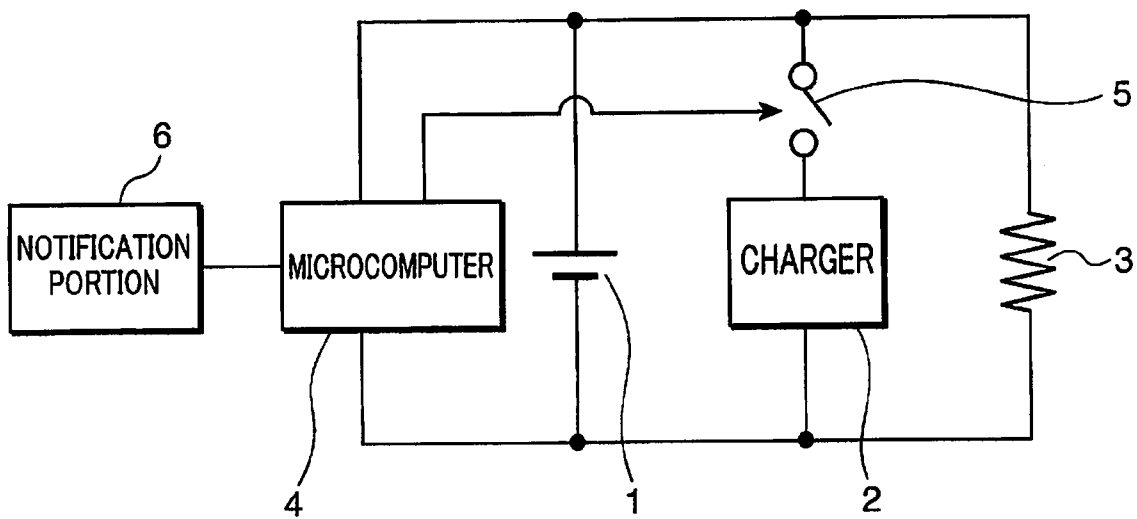 5
6
NOTIFICATION
PORTION
MICROCOMPUTER
CHARGER
3
4
1
2